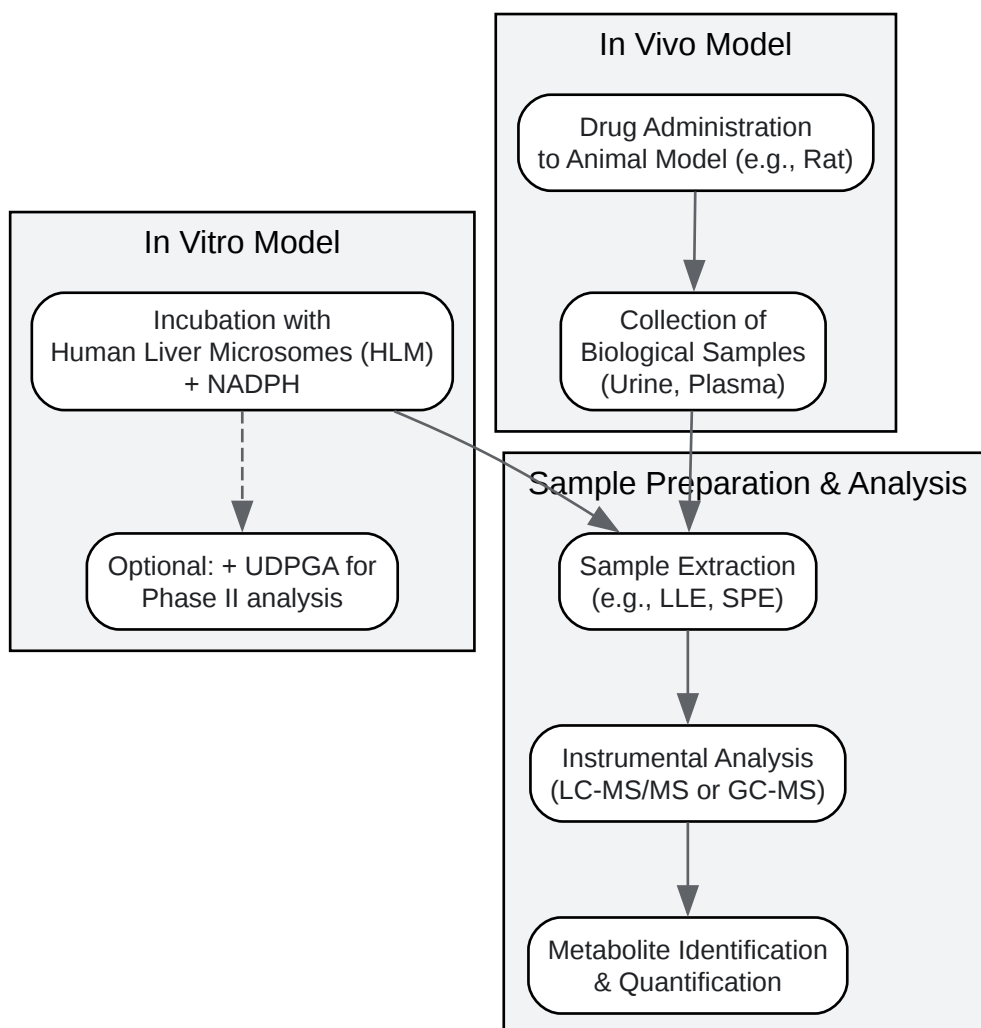 In Vivo Model
Drug Administration
to Animal Model (e.g., Rat)
Collection of
Biological Samples
(Urine, Plasma)
In Vitro Model
Incubation with
Human Liver Microsomes (HLM)
+ NADPH
Optional: + UDPGA for
Phase II analysis
Sample Preparation & Analysis
Sample Extraction
(e.g., LLE, SPE)
Instrumental Analysis
(LC-MS/MS or GC-MS)
Metabolite Identification
& Quantification